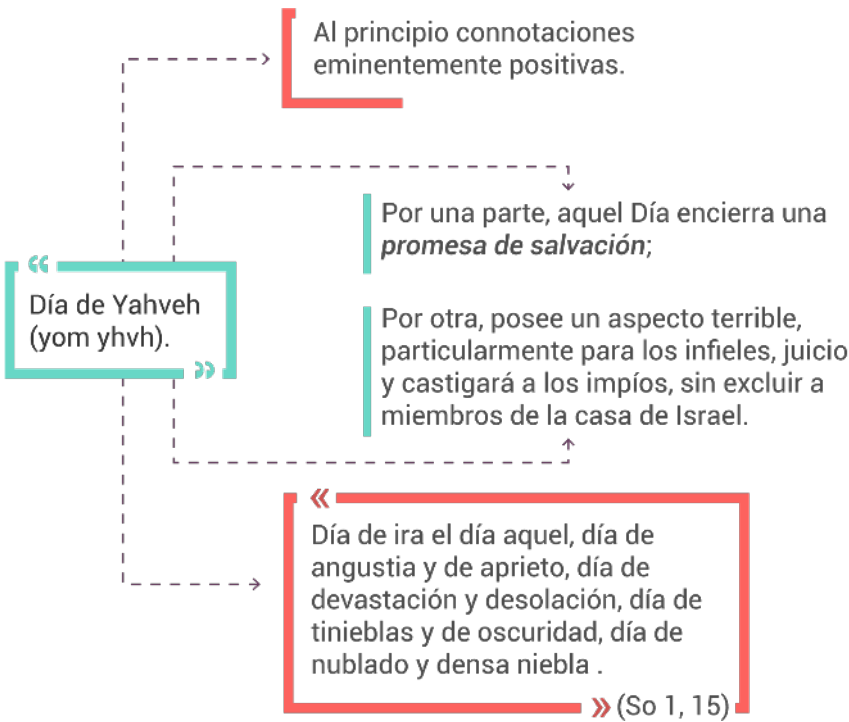 Al principio connotaciones
eminentemente positivas.
Por una parte, aquel Día encierra una
promesa de salvación;
«
Día de Yahveh
(yom yhvh).
»
Por otra, posee un aspecto terrible,
particularmente para los infieles, juicio
y castigará a los impíos, sin excluir a
miembros de la casa de Israel.
«
Día de ira el día aquel, día de
angustia y de aprieto, día de
devastación y desolación, día de
tinieblas y de oscuridad, día de
nublado y densa niebla .
» (So 1, 15)